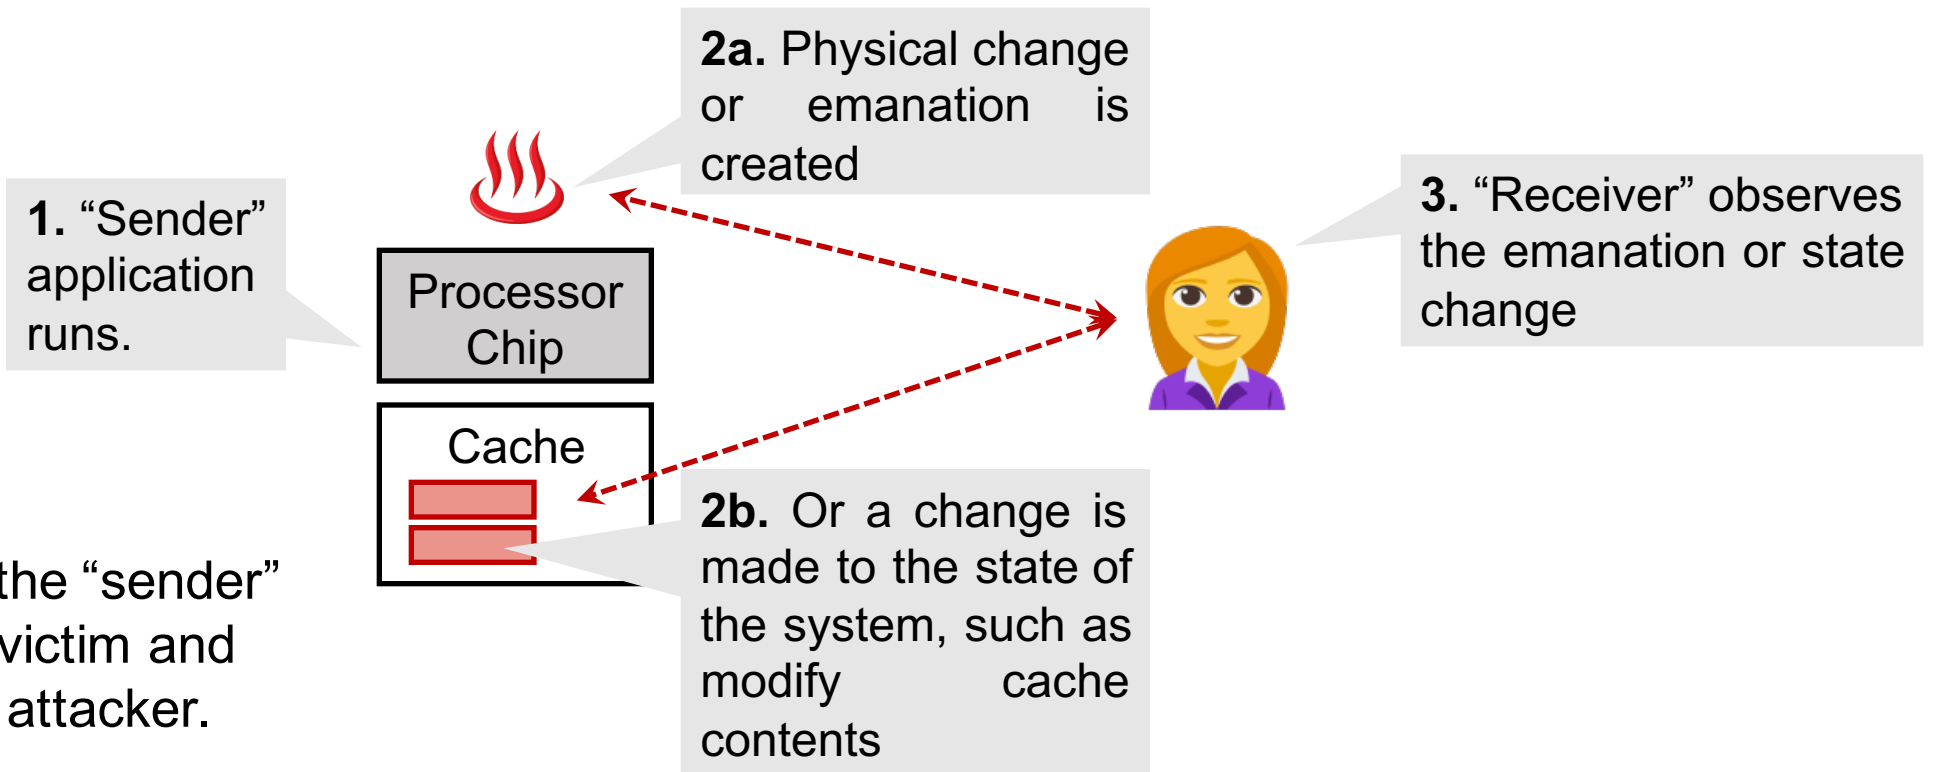 1. “Sender”
application
runs.
2a. Physical change
or emanation is
created
Processor
Chip
Cache
2b. Or a change is
made to the state of
the system, such as
modify cache
contents
3. “Receiver” observes
the emanation or state
change
the “sender”
victim and
attacker.